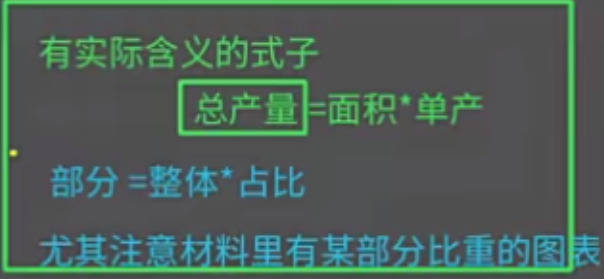 有实际含义的式子
总产量=面积*单产
部分=整体*占比
尤其注意材料里有某部分比重的图表